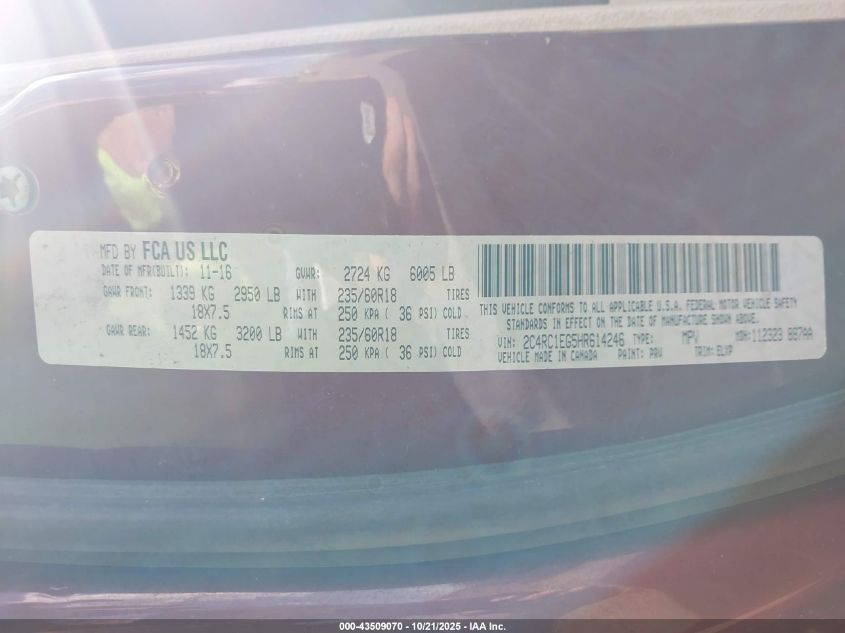 MFD BY FCA US LLC
DATE OF MFR(BUILT): 11-16 GVWR: 2724 KG 6005 LB
GAWR FRONT: 1339 KG 2950 LB WITH 235/60R18 TIRES
18X7.5 RIMS AT 250 KPA ( 36 PSI) COLD
GAWR REAR: 1452 KG 3200 LB WITH 235/60R18 TIRES
18X7.5 RIMS AT 250 KPA ( 36 PSI) COLD
THIS VEHICLE CONFORMS TO ALL APPLICABLE U.S.A. FEDERAL MOTOR VEHICLE SAFETY
STANDARDS IN EFFECT ON THE DATE OF MANUFACTURE SHOWN ABOVE.
VIN: 2C4RC1EG5HR614246 TYPE: MPV MDH: 112323 887AA
VEHICLE MADE IN CANADA PAINT: PRV TRIM:
000-43509070 - 10/21/2025 - IAA Inc.